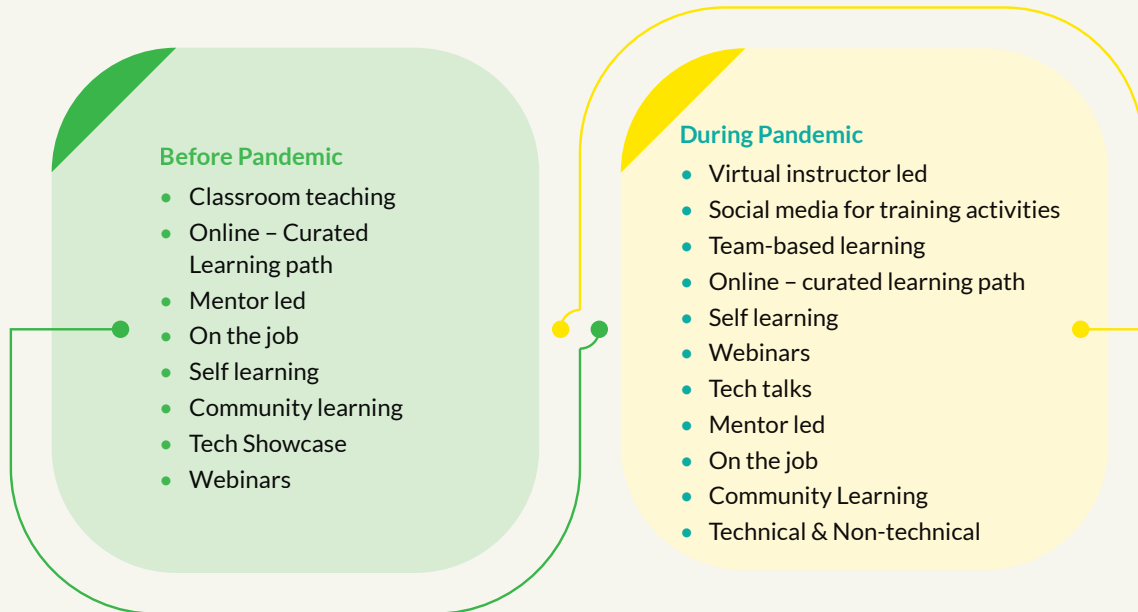 Before Pandemic
• Classroom teaching
• Online – Curated
Learning path
• Mentor led
• On the job
• Self learning
• Community learning
• Tech Showcase
• Webinars
During Pandemic
• Virtual instructor led
• Social media for training activities
• Team-based learning
• Online – curated learning path
• Self learning
• Webinars
• Tech talks
• Mentor led
• On the job
• Community Learning
• Technical & Non-technical